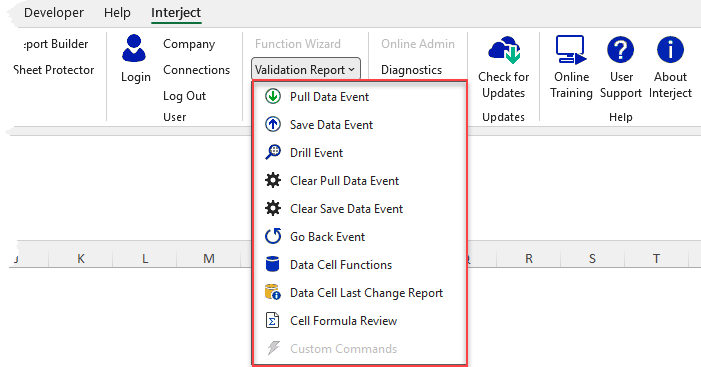 Developer Help Interject
port Builder
Sheet Protector
Login
Company
Connections
Log Out
User
Function Wizard
Validation Report
Online Admin
Diagnostics
Check for
Updates
Updates
Online
Training
User
Support
About
Interject
Help
Pull Data Event
Save Data Event
Drill Event
Clear Pull Data Event
Clear Save Data Event
Go Back Event
Data Cell Functions
Data Cell Last Change Report
Cell Formula Review
Custom Commands
J K L M Q R S T